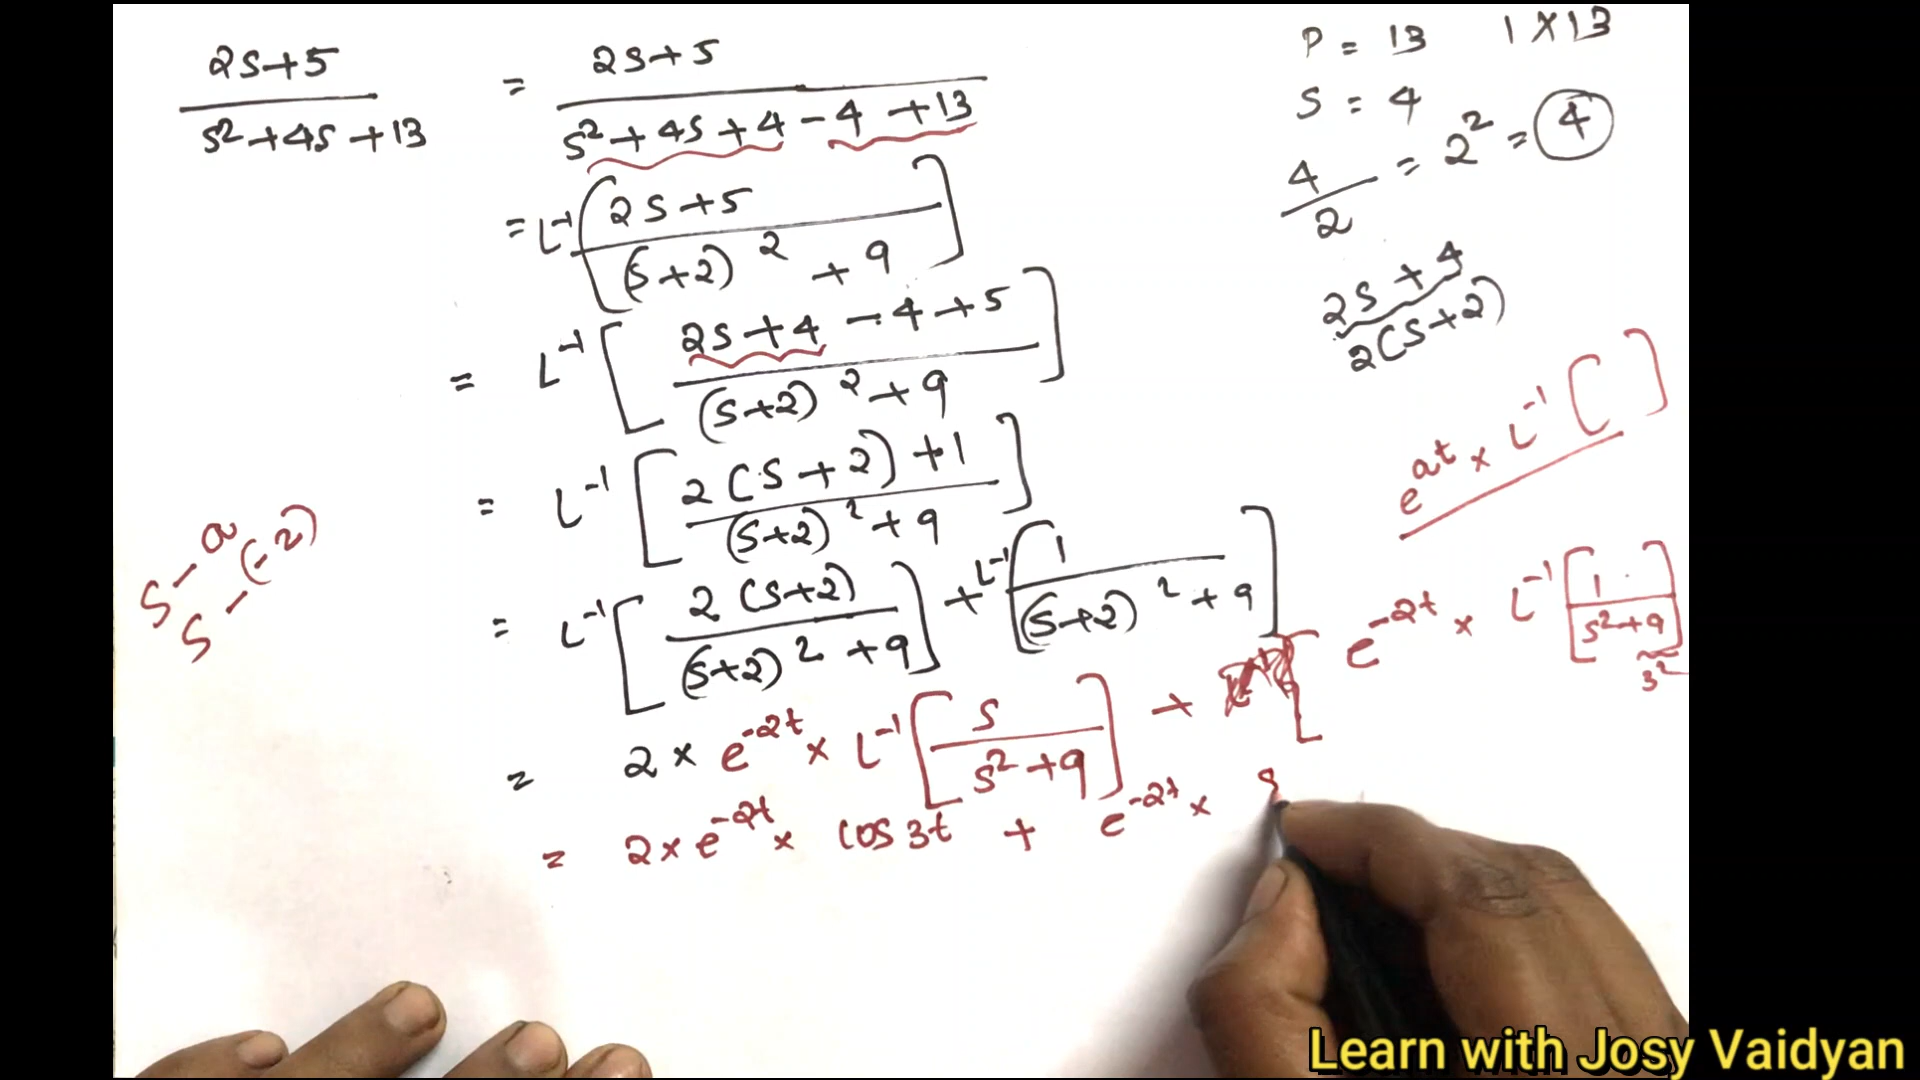 2s+5 / s²+4s+13 = 2s+5 / s²+4s+4-4+13
= L⁻¹[2s+5 / (s+2)²+9]
= L⁻¹[2s+4-4+5 / (s+2)²+9]
= L⁻¹[2(s+2)+1 / (s+2)²+9]
= L⁻¹[2(s+2) / (s+2)²+9] + L⁻¹[1 / (s+2)²+9]
= 2 × e⁻²ᵗ × L⁻¹[s / s²+9] + [e⁻²ᵗ × L⁻¹[1 / s²+9]
3²
= 2 × e⁻²ᵗ × cos 3t + e⁻²ᵗ × s
s - a
s - (-2)
P = 13 1 × 13
S = 4
4/2 = 2² = 4
2s+4
2(s+2)
eᵃᵗ × L⁻¹[ ]
Learn with Josy Vaidyan